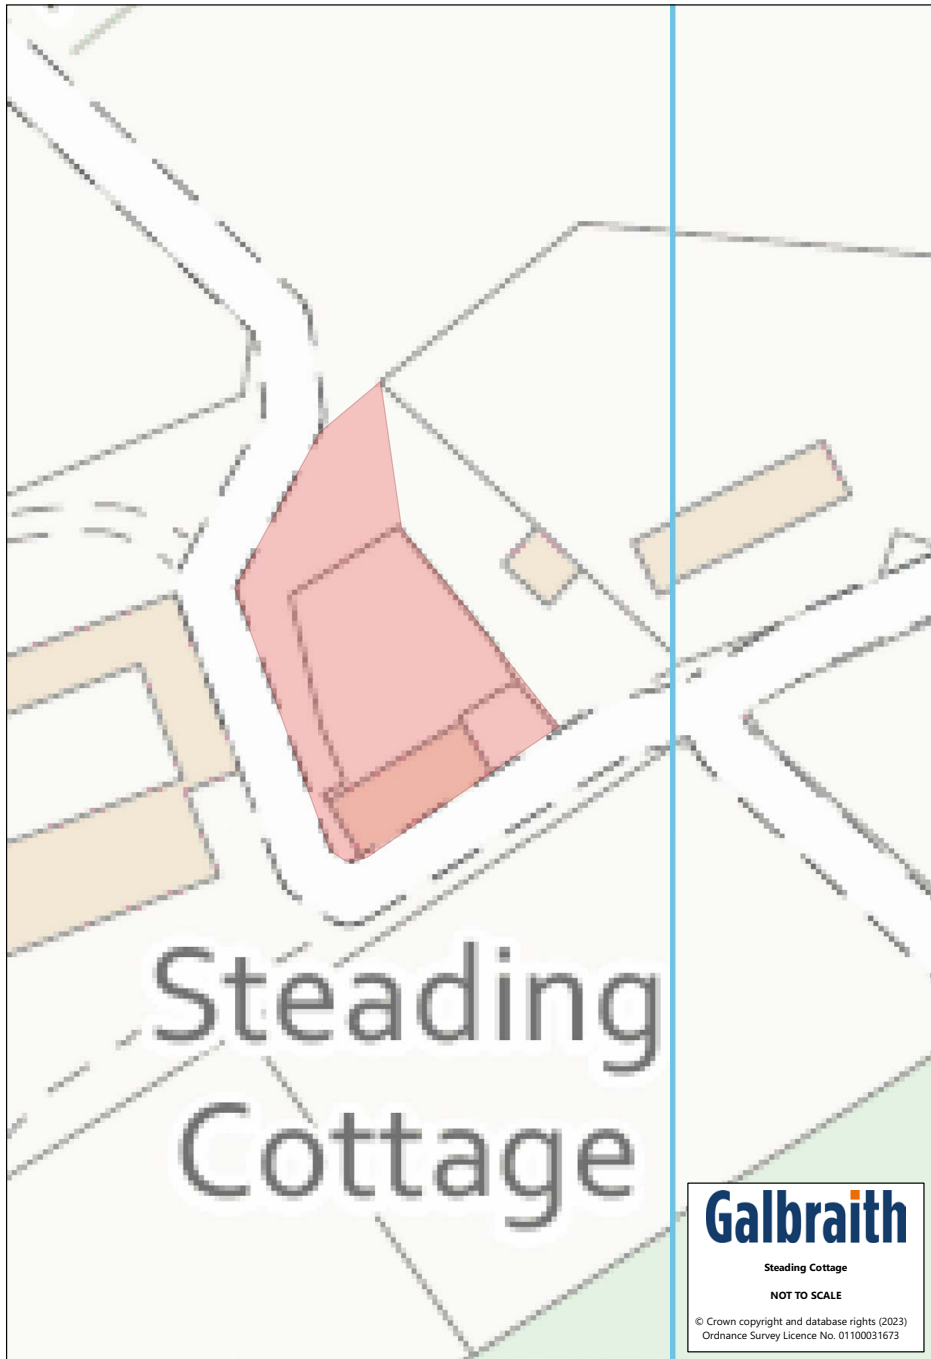 Steading
Cottage
Galbraith
Steading Cottage
NOT TO SCALE
© Crown copyright and database rights (2023)
Ordnance Survey Licence No. 01100031673